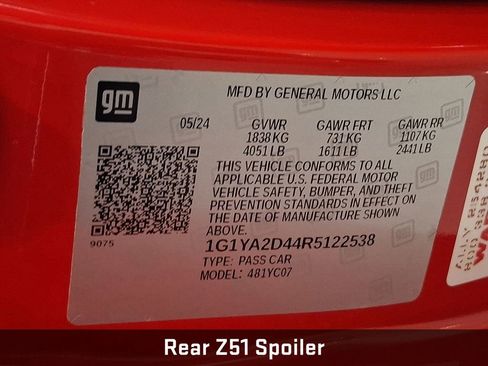 gm
MFD BY GENERAL MOTORS LLC
05/24 GVWR GAWR FRT GAWR RR
1838 KG 731 KG 1107 KG
4051 LB 1611 LB 2441 LB
THIS VEHICLE CONFORMS TO ALL
APPLICABLE U.S. FEDERAL MOTOR
VEHICLE SAFETY, BUMPER, AND THEFT
PREVENTION STANDARDS IN EFFECT ON
THE DATE OF MANUFACTURE SHOWN
ABOVE.
9075
1G1YA2D44R5122538
TYPE: PASS CAR
MODEL: 481YC07
Rear Z51 Spoiler